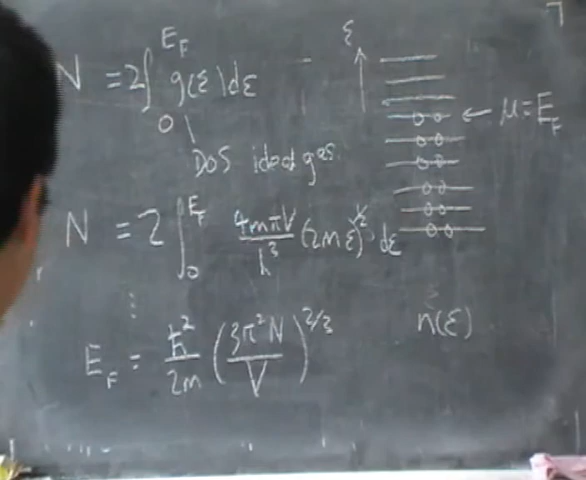 N = 2∫₀^{E_F} g(ε)dε
DOS ideal gas
N = 2 ∫₀^{E_F} 4mπV/h³ (2mε)^{1/2} dε
⋮
E_F = ħ²/2m (3π²N/V)^{2/3}
ε
← μ = E_F
n(ε)